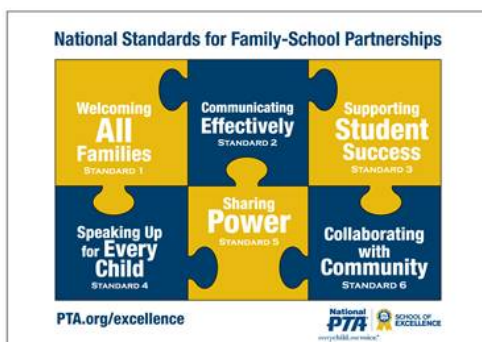 National Standards for Family-School Partnerships
Welcoming
All
Families
STANDARD 1
Communicating
Effectively
STANDARD 2
Supporting
Student
Success
STANDARD 3
Speaking Up
for Every
Child
STANDARD 4
Sharing
Power
STANDARD 5
Collaborating
with
Community
STANDARD 6
PTA.org/excellence
National
PTA
everychild.one voice.
SCHOOL OF
EXCELLENCE